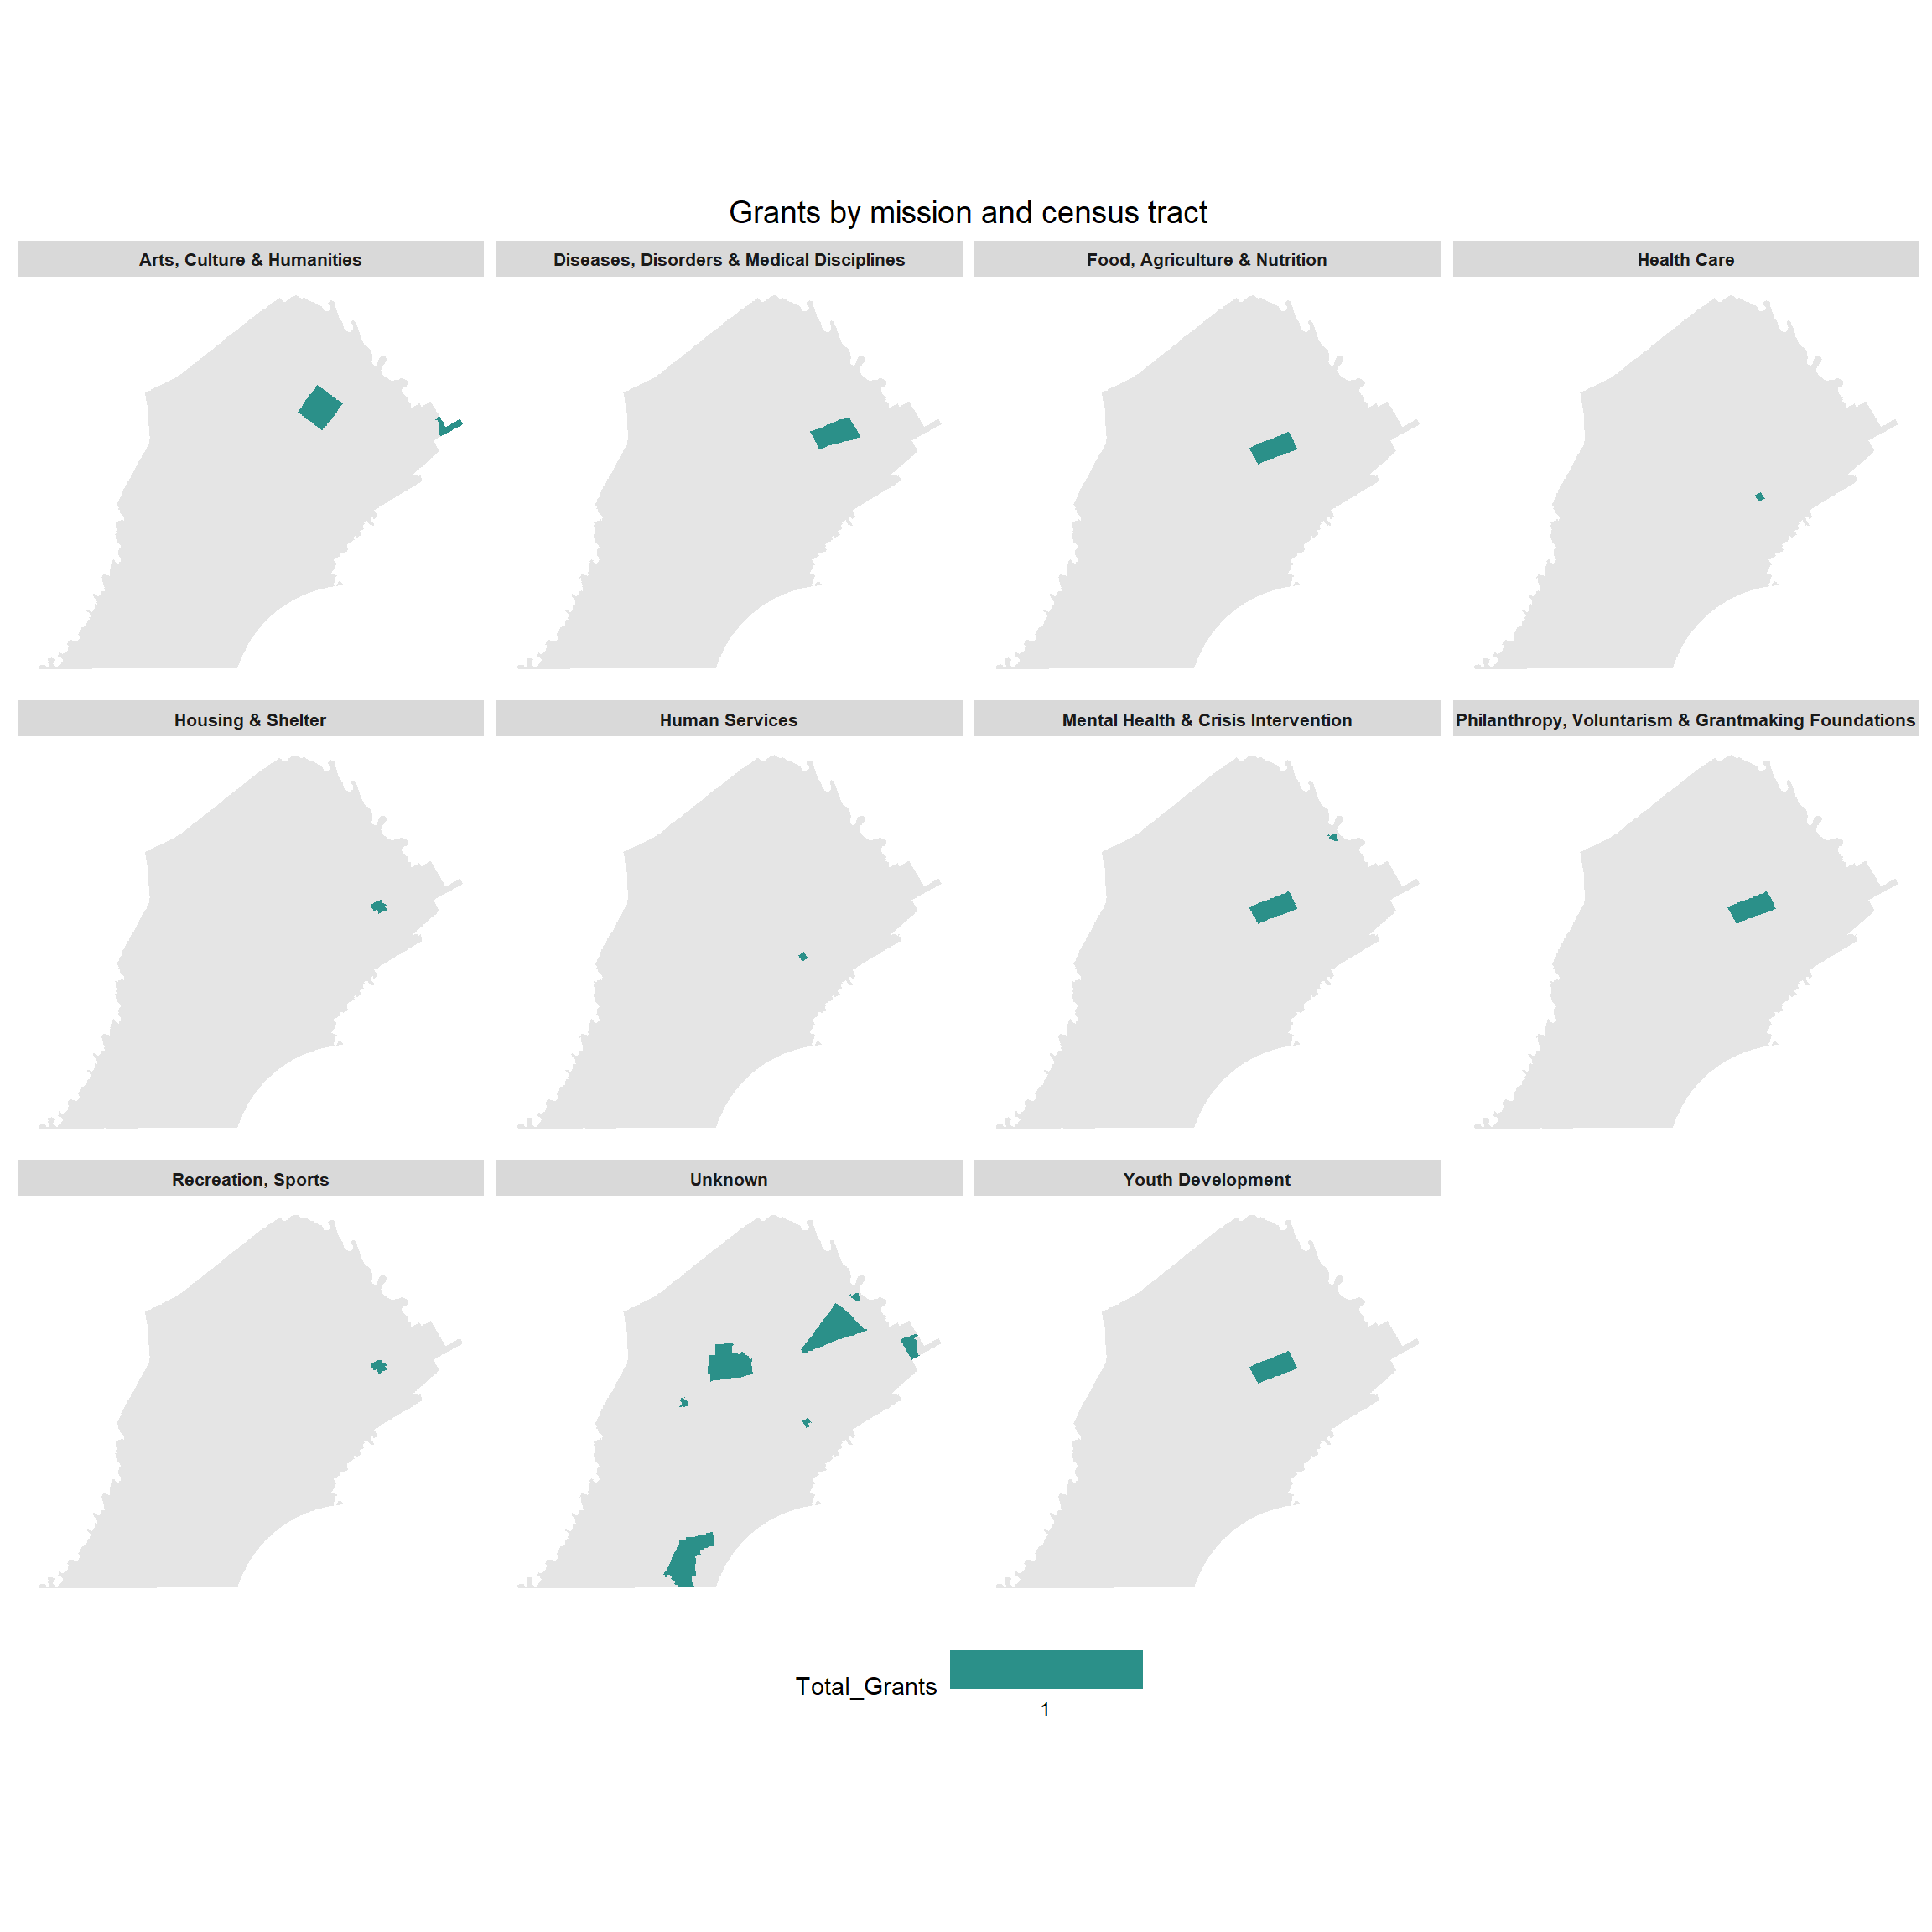 Grants by mission and census tract
Arts, Culture & Humanities
Diseases, Disorders & Medical Disciplines
Food, Agriculture & Nutrition
Health Care
Housing & Shelter
Human Services
Mental Health & Crisis Intervention
Philanthropy, Voluntarism & Grantmaking Foundations
Recreation, Sports
Unknown
Youth Development
Total_Grants
1